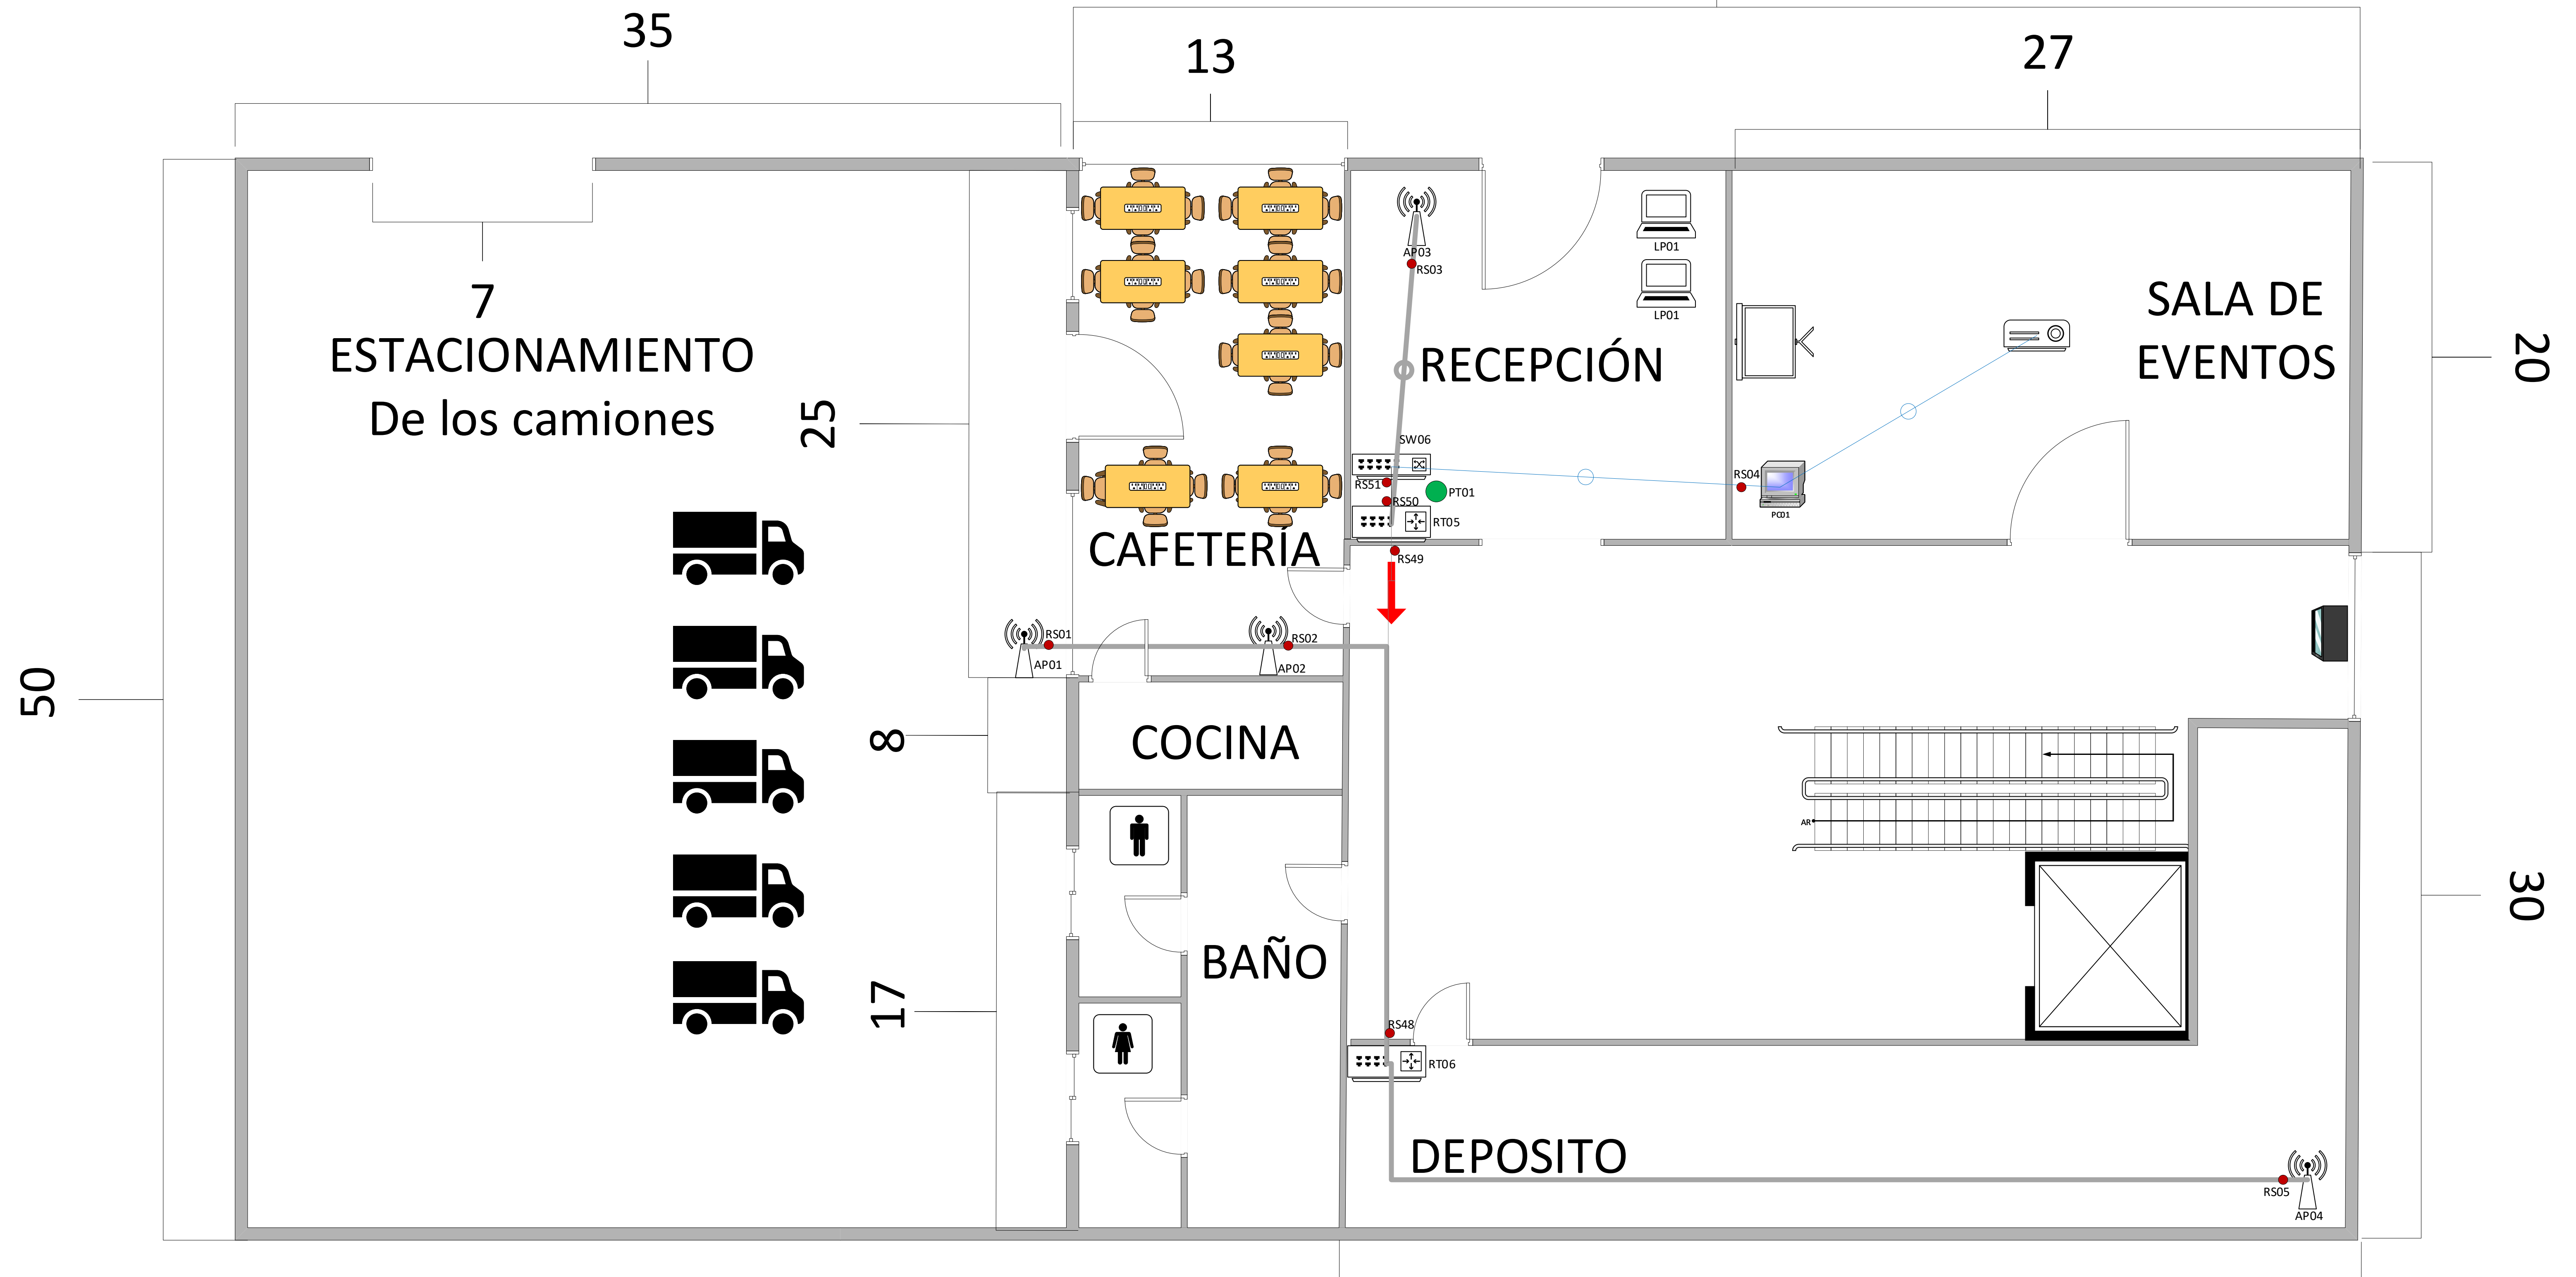 35
13
27
7
ESTACIONAMIENTO
De los camiones
25
50
8
17
CAFETERÍA
COCINA
BAÑO
AP03
RS03
RECEPCIÓN
LP01
LP01
SALA DE
EVENTOS
20
SW06
RS51
RS50
PT01
RT05
RS04
PC01
RS49
RS01
AP01
RS02
AP02
AR
30
RS48
RT06
DEPOSITO
RS05
AP04